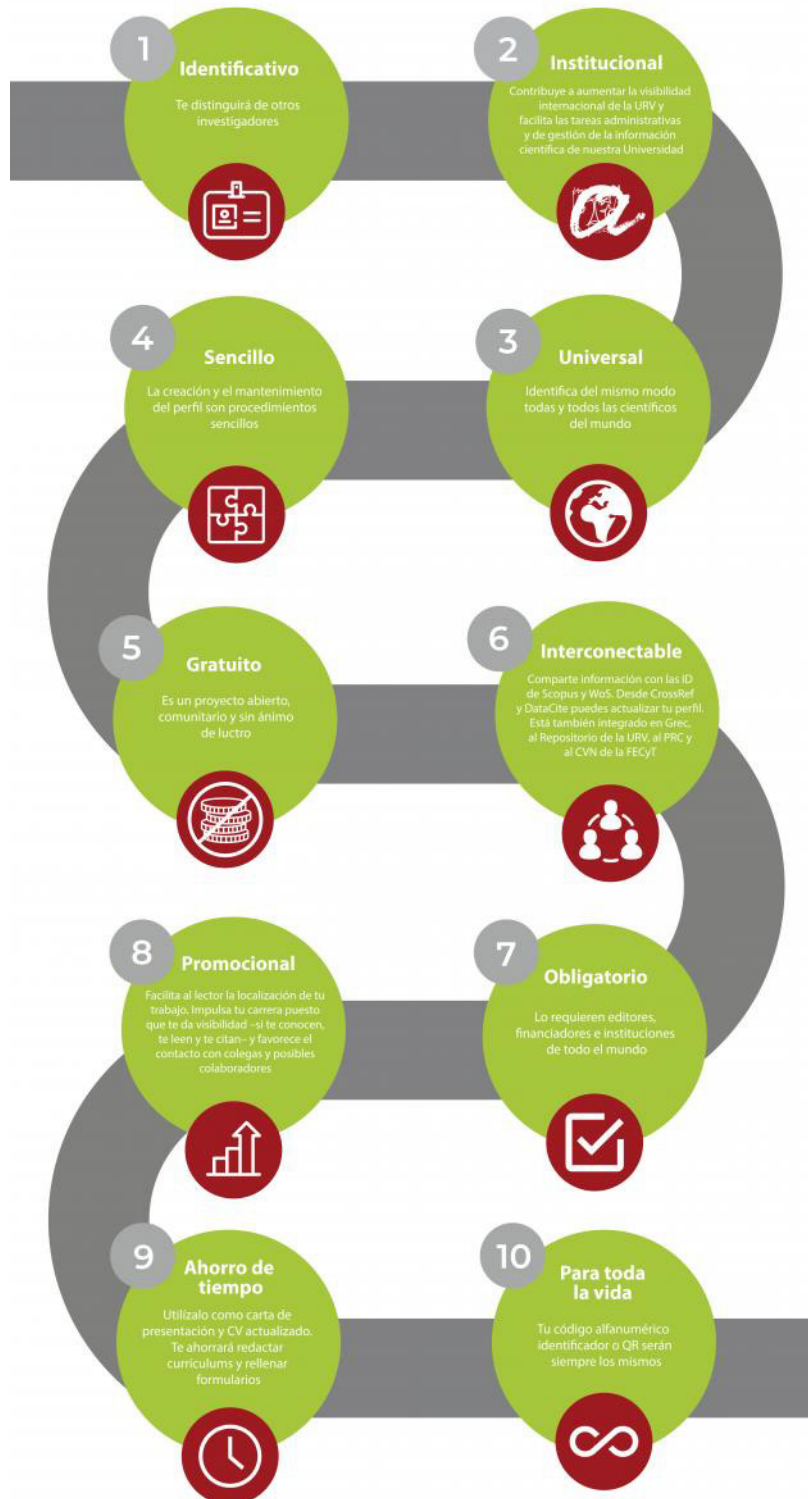 1
Identificativo
Te distinguirá de otros
investigadores
2
Institucional
Contribuye a aumentar la visibilidad
internacional de la URV y
facilita las tareas administrativas
y de gestión de la información
científica de nuestra Universidad
3
Universal
Identifica del mismo modo
todas y todos las científicos
del mundo
4
Sencillo
La creación y el mantenimiento
del perfil son procedimientos
sencillos
5
Gratuito
Es un proyecto abierto,
comunitario y sin ánimo
de luctro
6
Interconectable
Comparte información con las ID
de Scopus y WoS. Desde CrossRef
y DataCite puedes actualizar tu perfil.
Está también integrado en Grec,
al Repositorio de la URV, al PRC y
al CVN de la FECyT
7
Obligatorio
Lo requieren editores,
financiadores e instituciones
de todo el mundo
8
Promocional
Facilita al lector la localización de tu
trabajo. Impulsa tu carrera puesto
que te da visibilidad –si te conocen,
te leen y te citan– y favorece el
contacto con colegas y posibles
colaboradores
9
Ahorro de
tiempo
Utilízalo como carta de
presentación y CV actualizado.
Te ahorrará redactar
curriculums y rellenar
formularios
10
Para toda
la vida
Tu código alfanumérico
identificador o QR serán
siempre los mismos